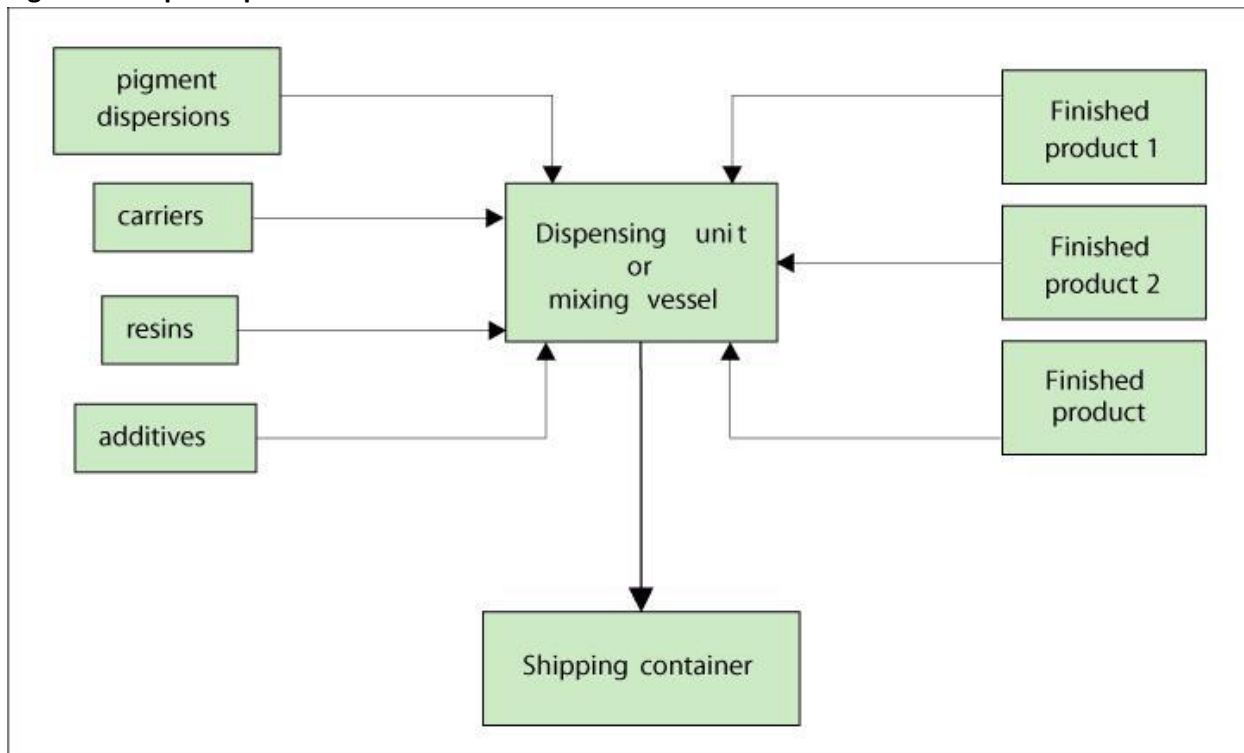 pigment
dispersions
carriers
resins
additives
Dispensing unit
or
mixing vessel
Finished
product 1
Finished
product 2
Finished
product
Shipping container